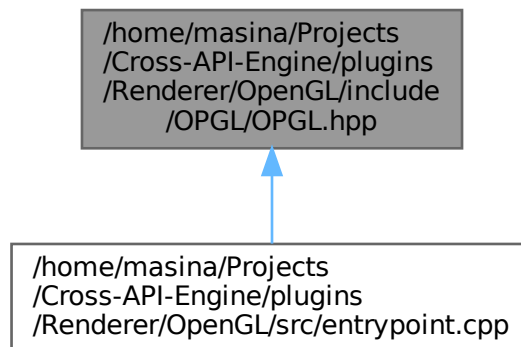 /home/masina/Projects
/Cross-API-Engine/plugins
/Renderer/OpenGL/include
/OPGL/OPGL.hpp
/home/masina/Projects
/Cross-API-Engine/plugins
/Renderer/OpenGL/src/entrypoint.cpp